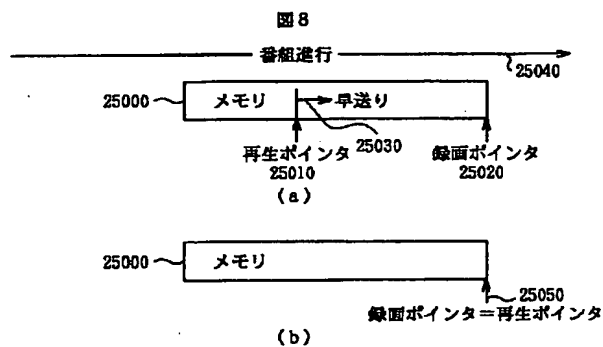 図8
番組進行
25040
25000 メモリ 早送り
25030
再生ポインタ 録画ポインタ
25010 25020
(a)
25000 メモリ
25050
録画ポインタ=再生ポインタ
(b)